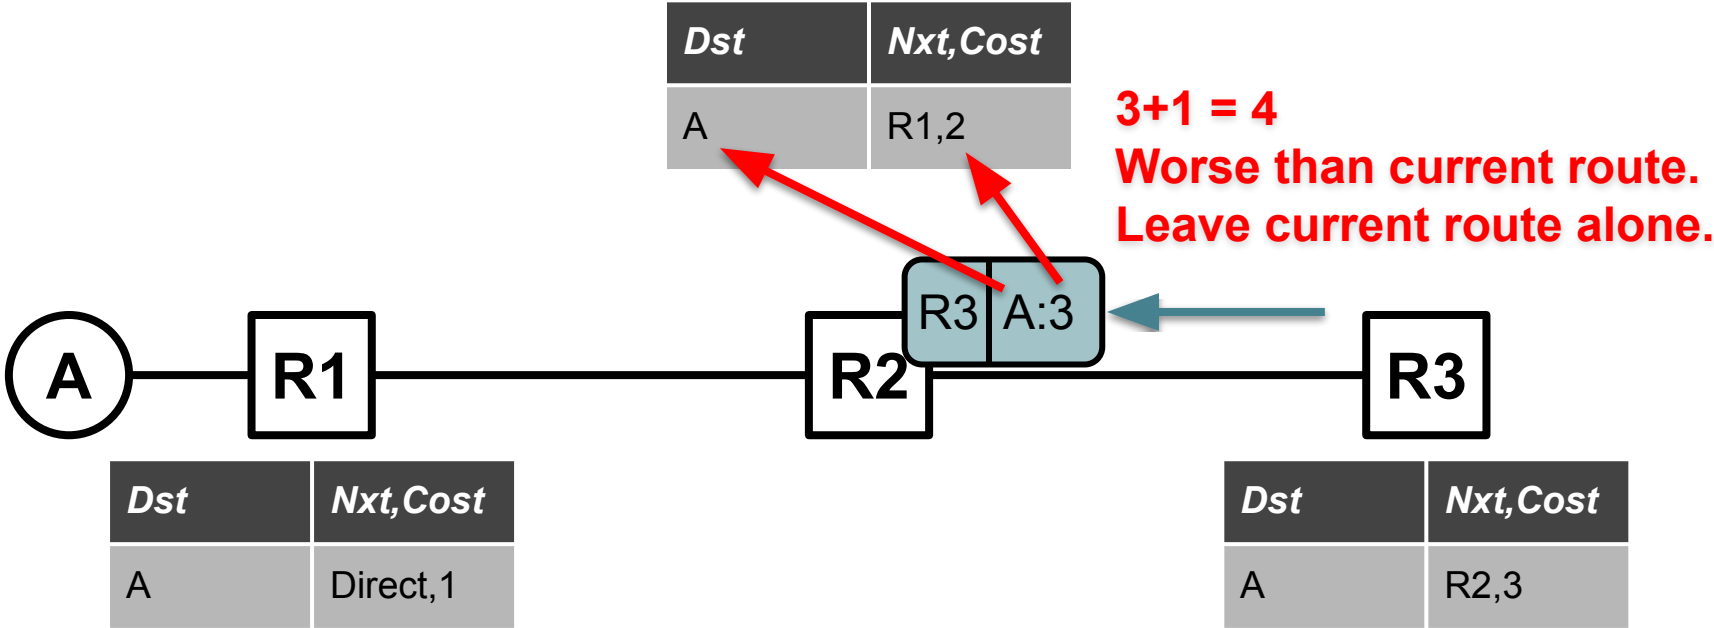 Dst Nxt,Cost
A R1,2
3+1 = 4
Worse than current route.
Leave current route alone.
R3 A:3
A R1 R2 R3
Dst Nxt,Cost
A Direct,1
Dst Nxt,Cost
A R2,3